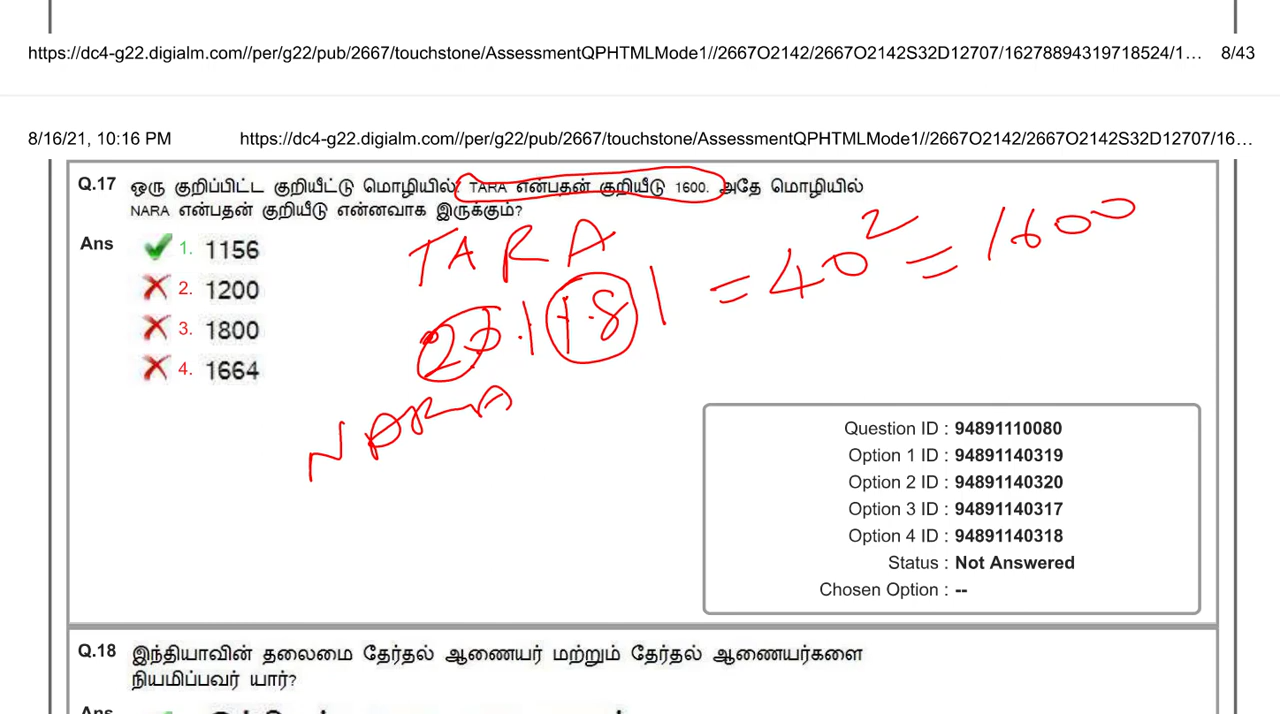 https://dc4-g22.digialm.com//per/g22/pub/2667/touchstone/AssessmentQPHTMLMode1//2667O2142/2667O2142S32D12707/16278894319718524/1… 8/43
8/16/21, 10:16 PM https://dc4-g22.digialm.com//per/g22/pub/2667/touchstone/AssessmentQPHTMLMode1//2667O2142/2667O2142S32D12707/16…
Q.17 ஒரு குறிப்பிட்ட குறியீட்டு மொழியில், TARA என்பதன் குறியீடு 1600. அதே மொழியில்
NARA என்பதன் குறியீடு என்னவாக இருக்கும்?
Ans 1. 1156
2. 1200
3. 1800
4. 1664
TARA
20.1 18 1 = 40² = 1600
NARA
Question ID : 94891110080
Option 1 ID : 94891140319
Option 2 ID : 94891140320
Option 3 ID : 94891140317
Option 4 ID : 94891140318
Status : Not Answered
Chosen Option : --
Q.18 இந்தியாவின் தலைமை தேர்தல் ஆணையர் மற்றும் தேர்தல் ஆணையர்களை
நியமிப்பவர் யார்?
Ans